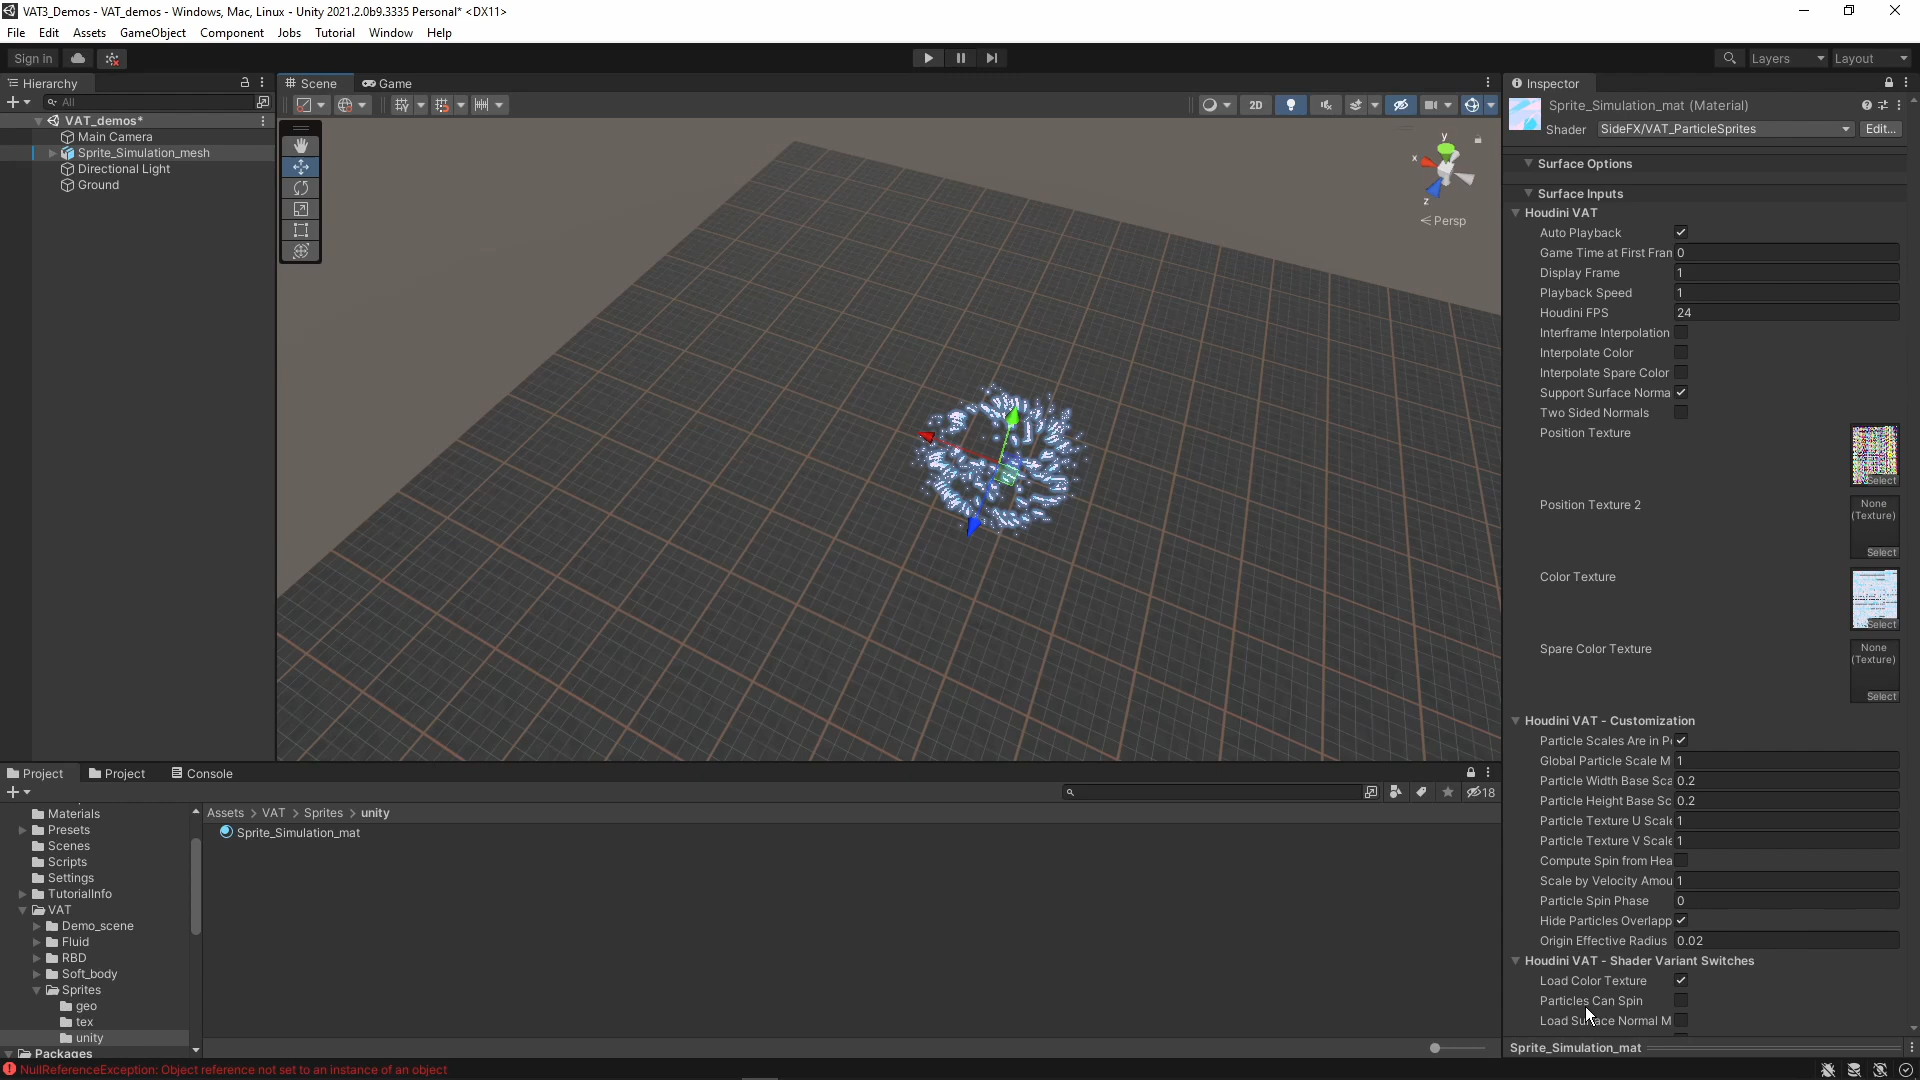 VAT3_Demos - VAT_demos - Windows, Mac, Linux - Unity 2021.2.0b9.3335 Personal* <DX11>
File Edit Assets GameObject Component Jobs Tutorial Window Help
Sign in
Layers
Layout
Hierarchy
All
VAT_demos*
Main Camera
Sprite_Simulation_mesh
Directional Light
Ground
Scene
Game
2D
y
x
z
Persp
Inspector
Sprite_Simulation_mat (Material)
Shader SideFX/VAT_ParticleSprites Edit...
Surface Options
Surface Inputs
Houdini VAT
Auto Playback
Game Time at First Fran 0
Display Frame 1
Playback Speed 1
Houdini FPS 24
Interframe Interpolation
Interpolate Color
Interpolate Spare Color
Support Surface Norma
Two Sided Normals
Position Texture
Select
Position Texture 2
None
(Texture)
Select
Color Texture
Select
Spare Color Texture
None
(Texture)
Select
Houdini VAT - Customization
Particle Scales Are in P
Global Particle Scale M 1
Particle Width Base Sca 0.2
Particle Height Base Sc 0.2
Particle Texture U Scale 1
Particle Texture V Scale 1
Compute Spin from Hea
Scale by Velocity Amou 1
Particle Spin Phase 0
Hide Particles Overlapp
Origin Effective Radius 0.02
Houdini VAT - Shader Variant Switches
Load Color Texture
Particles Can Spin
Load Surface Normal M
Sprite_Simulation_mat
Project
Project
Console
18
Materials
Presets
Scenes
Scripts
Settings
TutorialInfo
VAT
Demo_scene
Fluid
RBD
Soft_body
Sprites
geo
tex
unity
Packages
Assets > VAT > Sprites > unity
Sprite_Simulation_mat
NullReferenceException: Object reference not set to an instance of an object